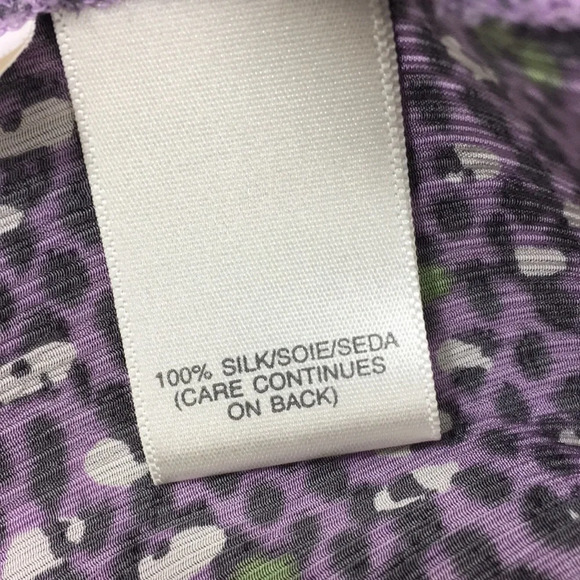 100% SILK/SOIE/SEDA
(CARE CONTINUES
ON BACK)